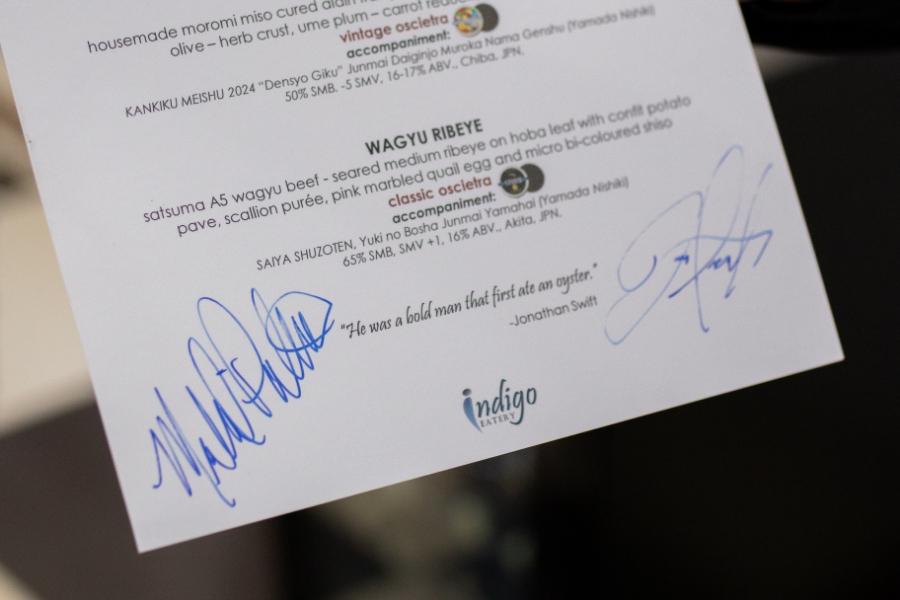 housemade moromi miso cured
olive – herb crust, ume plum – carrot
vintage oscietra
accompaniment:
KANKIKU MEISHU 2024 "Densyo Giku" Junmai Daiginjo Muroka Nama Genshu (Yamada Nishiki)
50% SMB, -5 SMV, 16-17% ABV., Chiba, JPN.
WAGYU RIBEYE
satsuma A5 wagyu beef - seared medium ribeye on hoba leaf with confit potato
pave, scallion purée, pink marbled quail egg and micro bi-coloured shiso
classic oscietra
accompaniment:
SAIYA SHUZOTEN, Yuki no Bosha Junmai Yamahai (Yamada Nishiki)
65% SMB, SMV +1, 16% ABV., Akita, JPN.
"He was a bold man that first ate an oyster."
-Jonathan Swift
indigo
EATERY